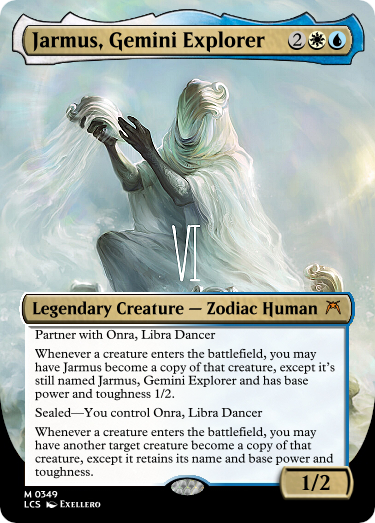 Jarmus, Gemini Explorer 2
VI
Legendary Creature — Zodiac Human
Partner with Onra, Libra Dancer
Whenever a creature enters the battlefield, you may
have Jarmus become a copy of that creature, except it's
still named Jarmus, Gemini Explorer and has base
power and toughness 1/2.
Sealed—You control Onra, Libra Dancer
Whenever a creature enters the battlefield, you may
have another target creature become a copy of that
creature, except it retains its name and base power and
toughness.
1/2
M 0349
LCS Exellero